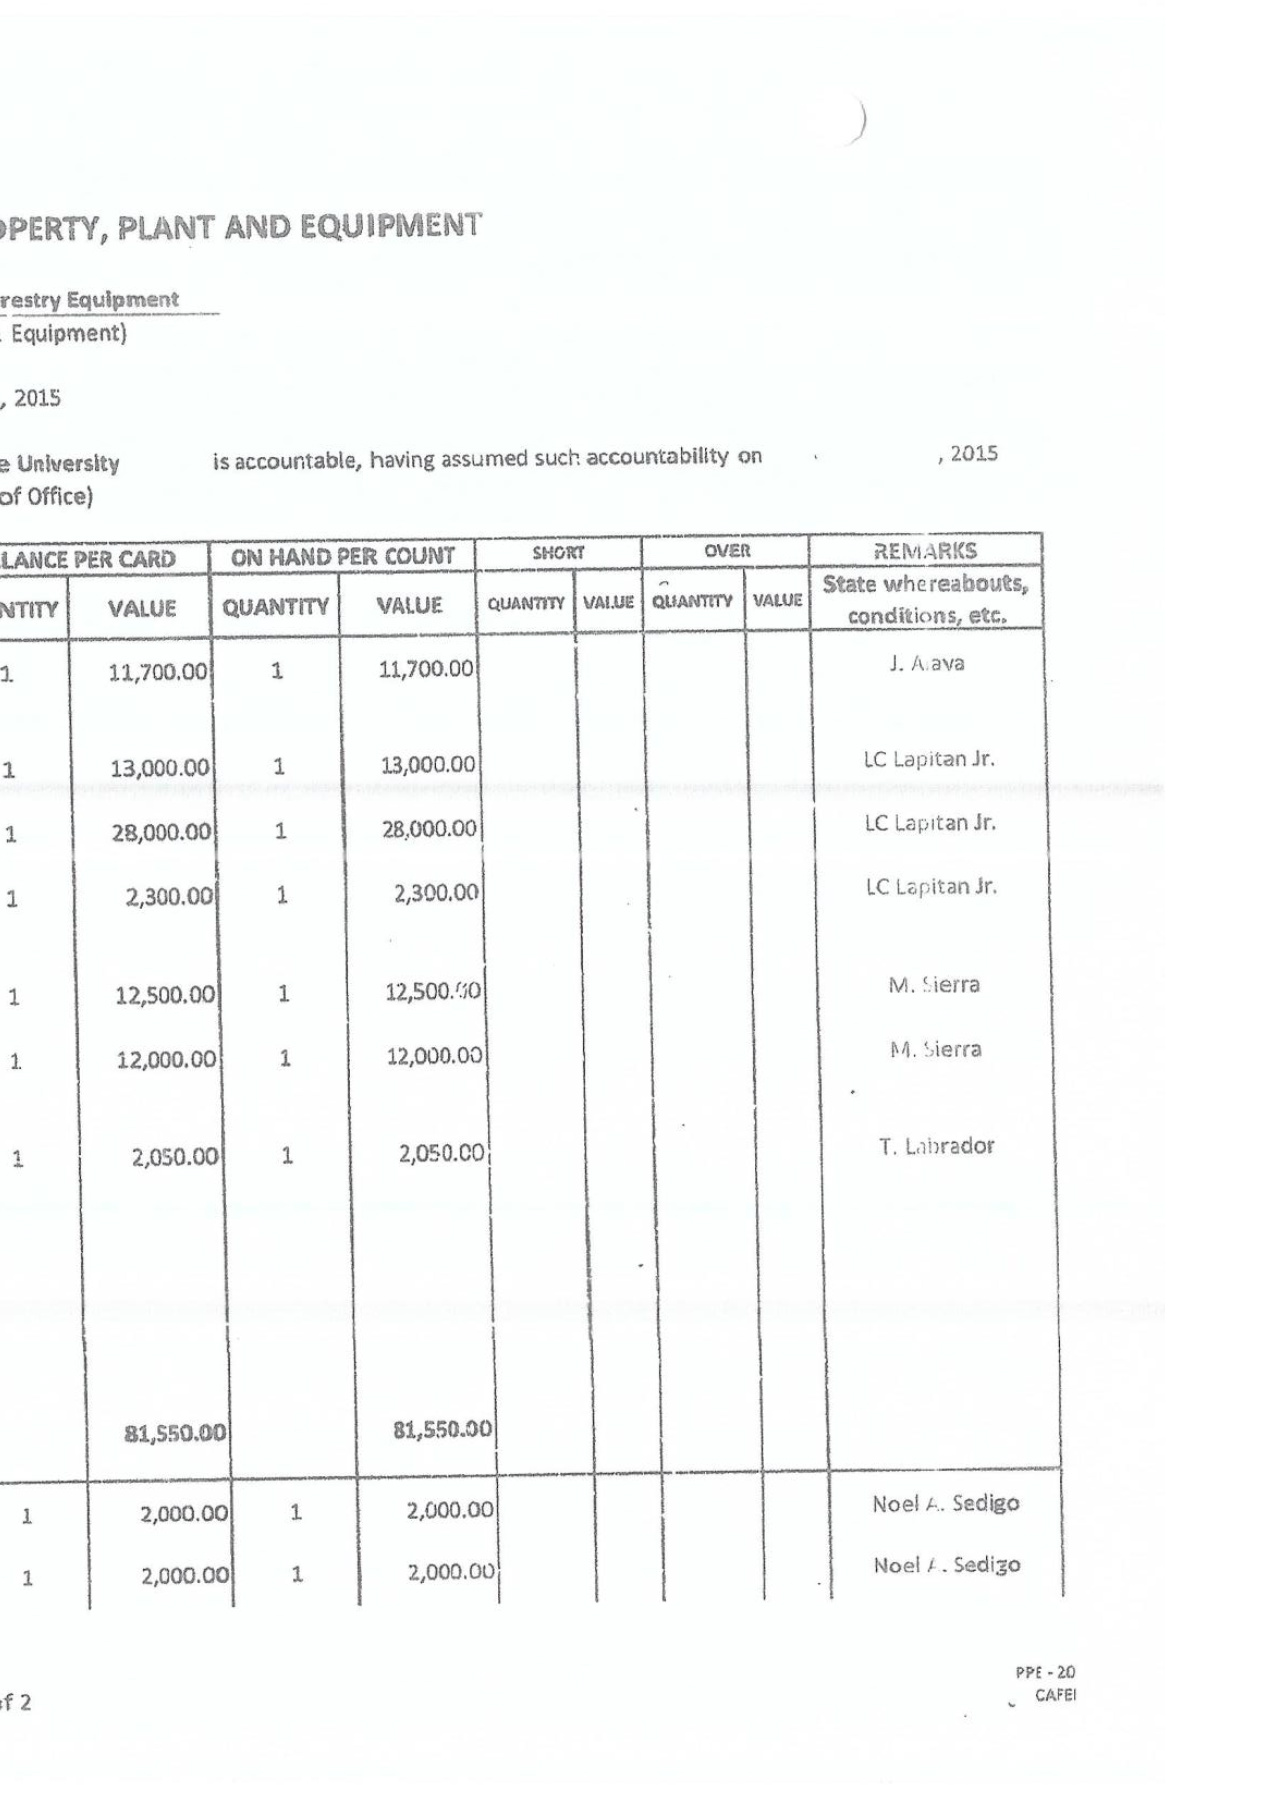 OPERTY, PLANT AND EQUIPMENT
restry Equipment
Equipment)
, 2015
e University is accountable, having assumed such accountability on , 2015
of Office)
LANCE PER CARD ON HAND PER COUNT SHORT OVER REMARKS
NTITY VALUE QUANTITY VALUE QUANTITY VALUE QUANTITY VALUE State whereabouts,
conditions, etc.
1 11,700.00 1 11,700.00 J.
1 13,000.00 1 13,000.00 LC Lapitan Jr.
1 28,000.00 1 28,000.00 LC Lapitan Jr.
1 2,300.00 1 2,300.00 LC Lapitan Jr.
1 12,500.00 1 12,500.00 M. Sierra
1 12,000.00 1 12,000.00 M. Sierra
1 2,050.00 1 2,050.00 T. Labrador
81,550.00 81,550.00
1 2,000.00 1 2,000.00 Noel A. Sedigo
1 2,000.00 1 2,000.00 Noel A. Sedigo
PPE - 20
of 2 CAFEI